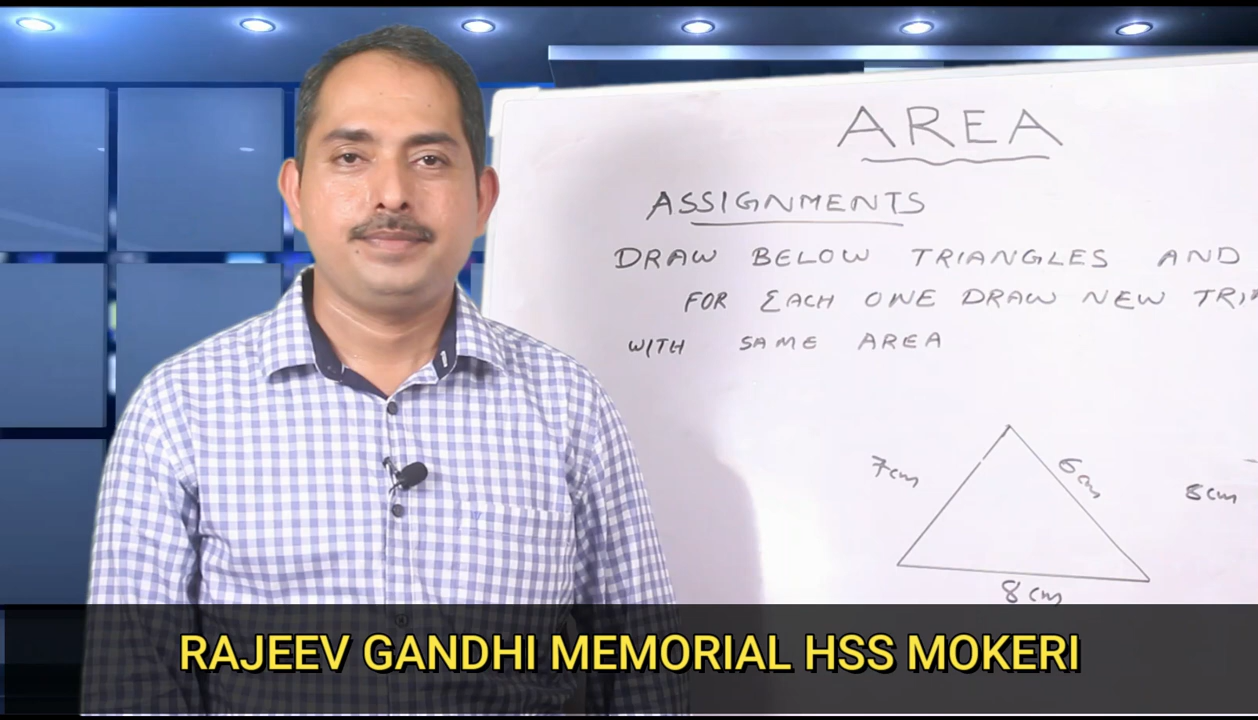 AREA
ASSIGNMENTS
DRAW BELOW TRIANGLES AND
FOR EACH ONE DRAW NEW
WITH SAME AREA
7cm
6cm
8cm
8cm
RAJEEV GANDHI MEMORIAL HSS MOKERI